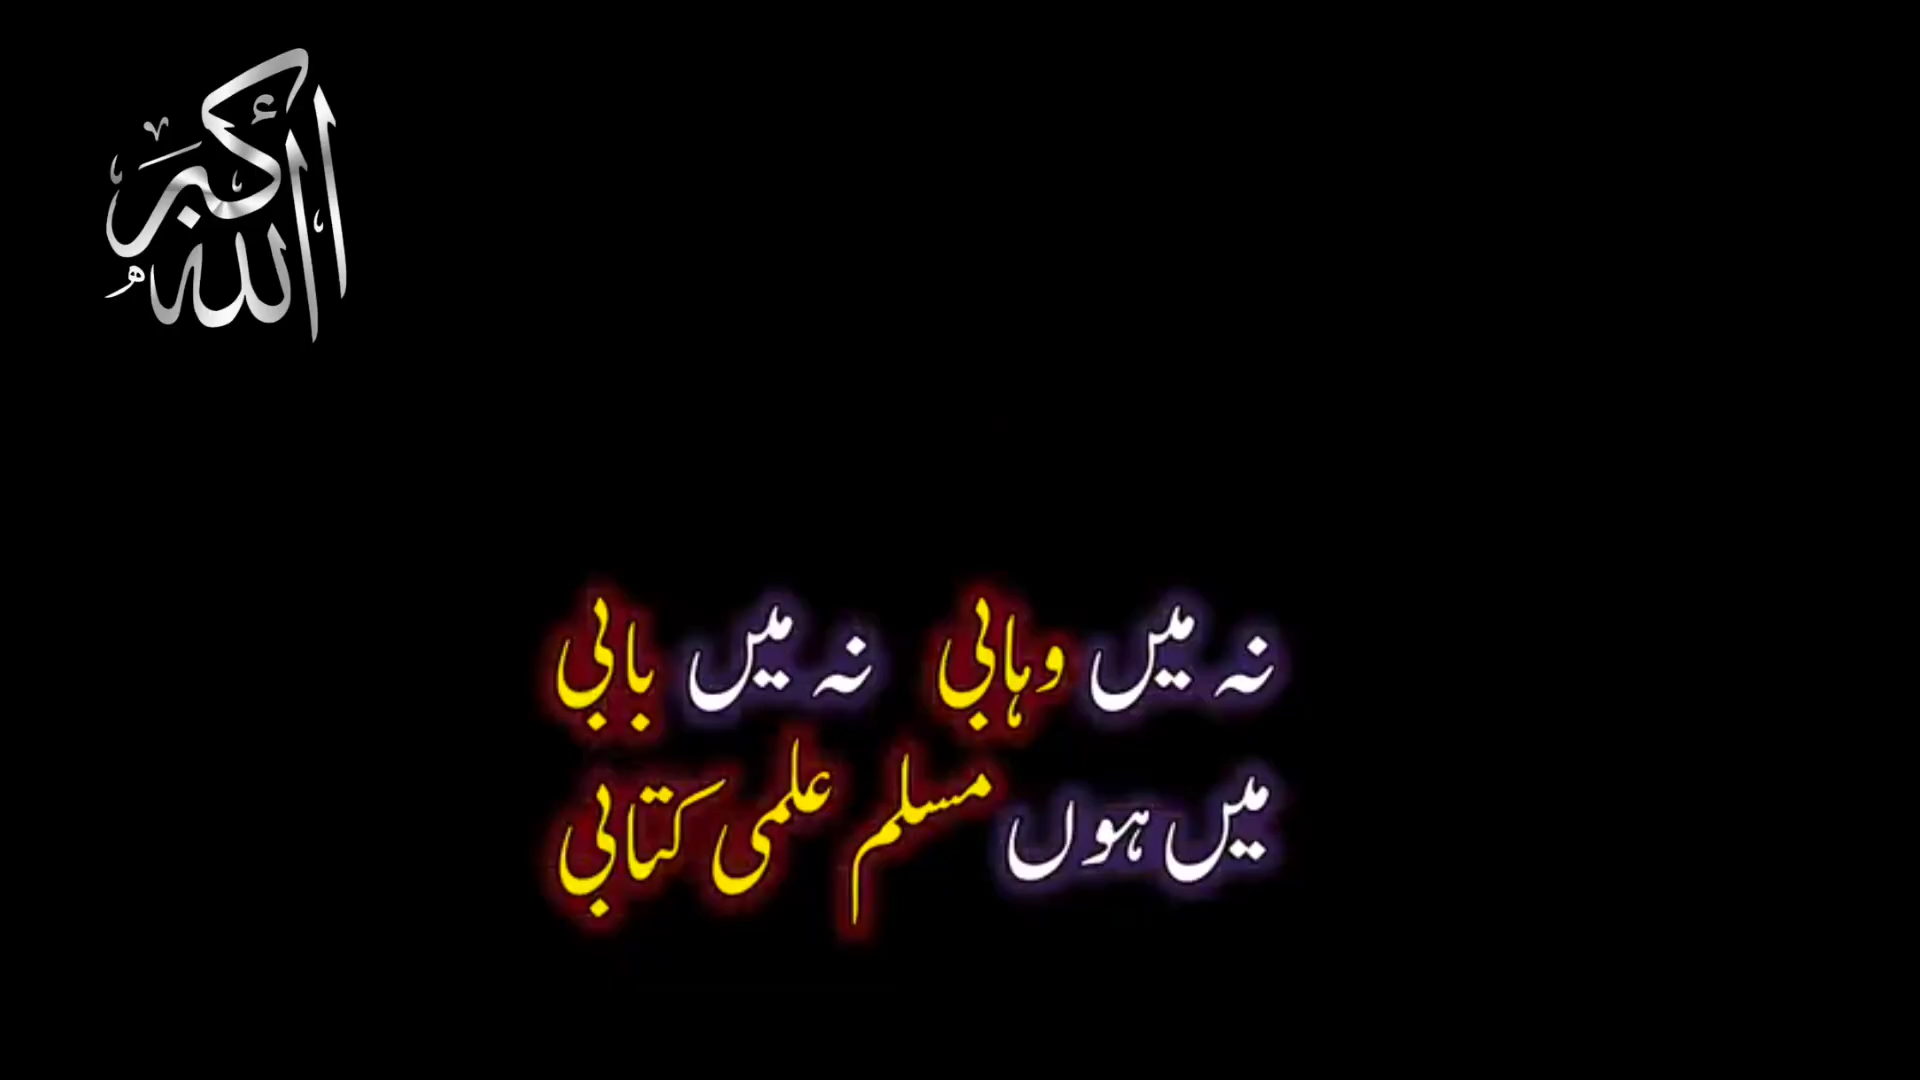 الله أكبر
نہ میں وہابی نہ میں بابی
میں ہوں مسلم علمی کتابی